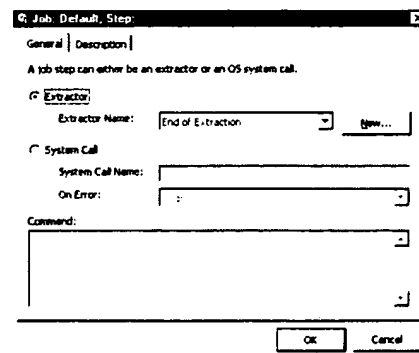 Job: Default, Step:
General Description
A job step can either be an extractor or an OS system call.
Extractor
Extractor Name: End of Extraction New...
System Call
System Call Name:
On Error:
Command:
OK Cancel